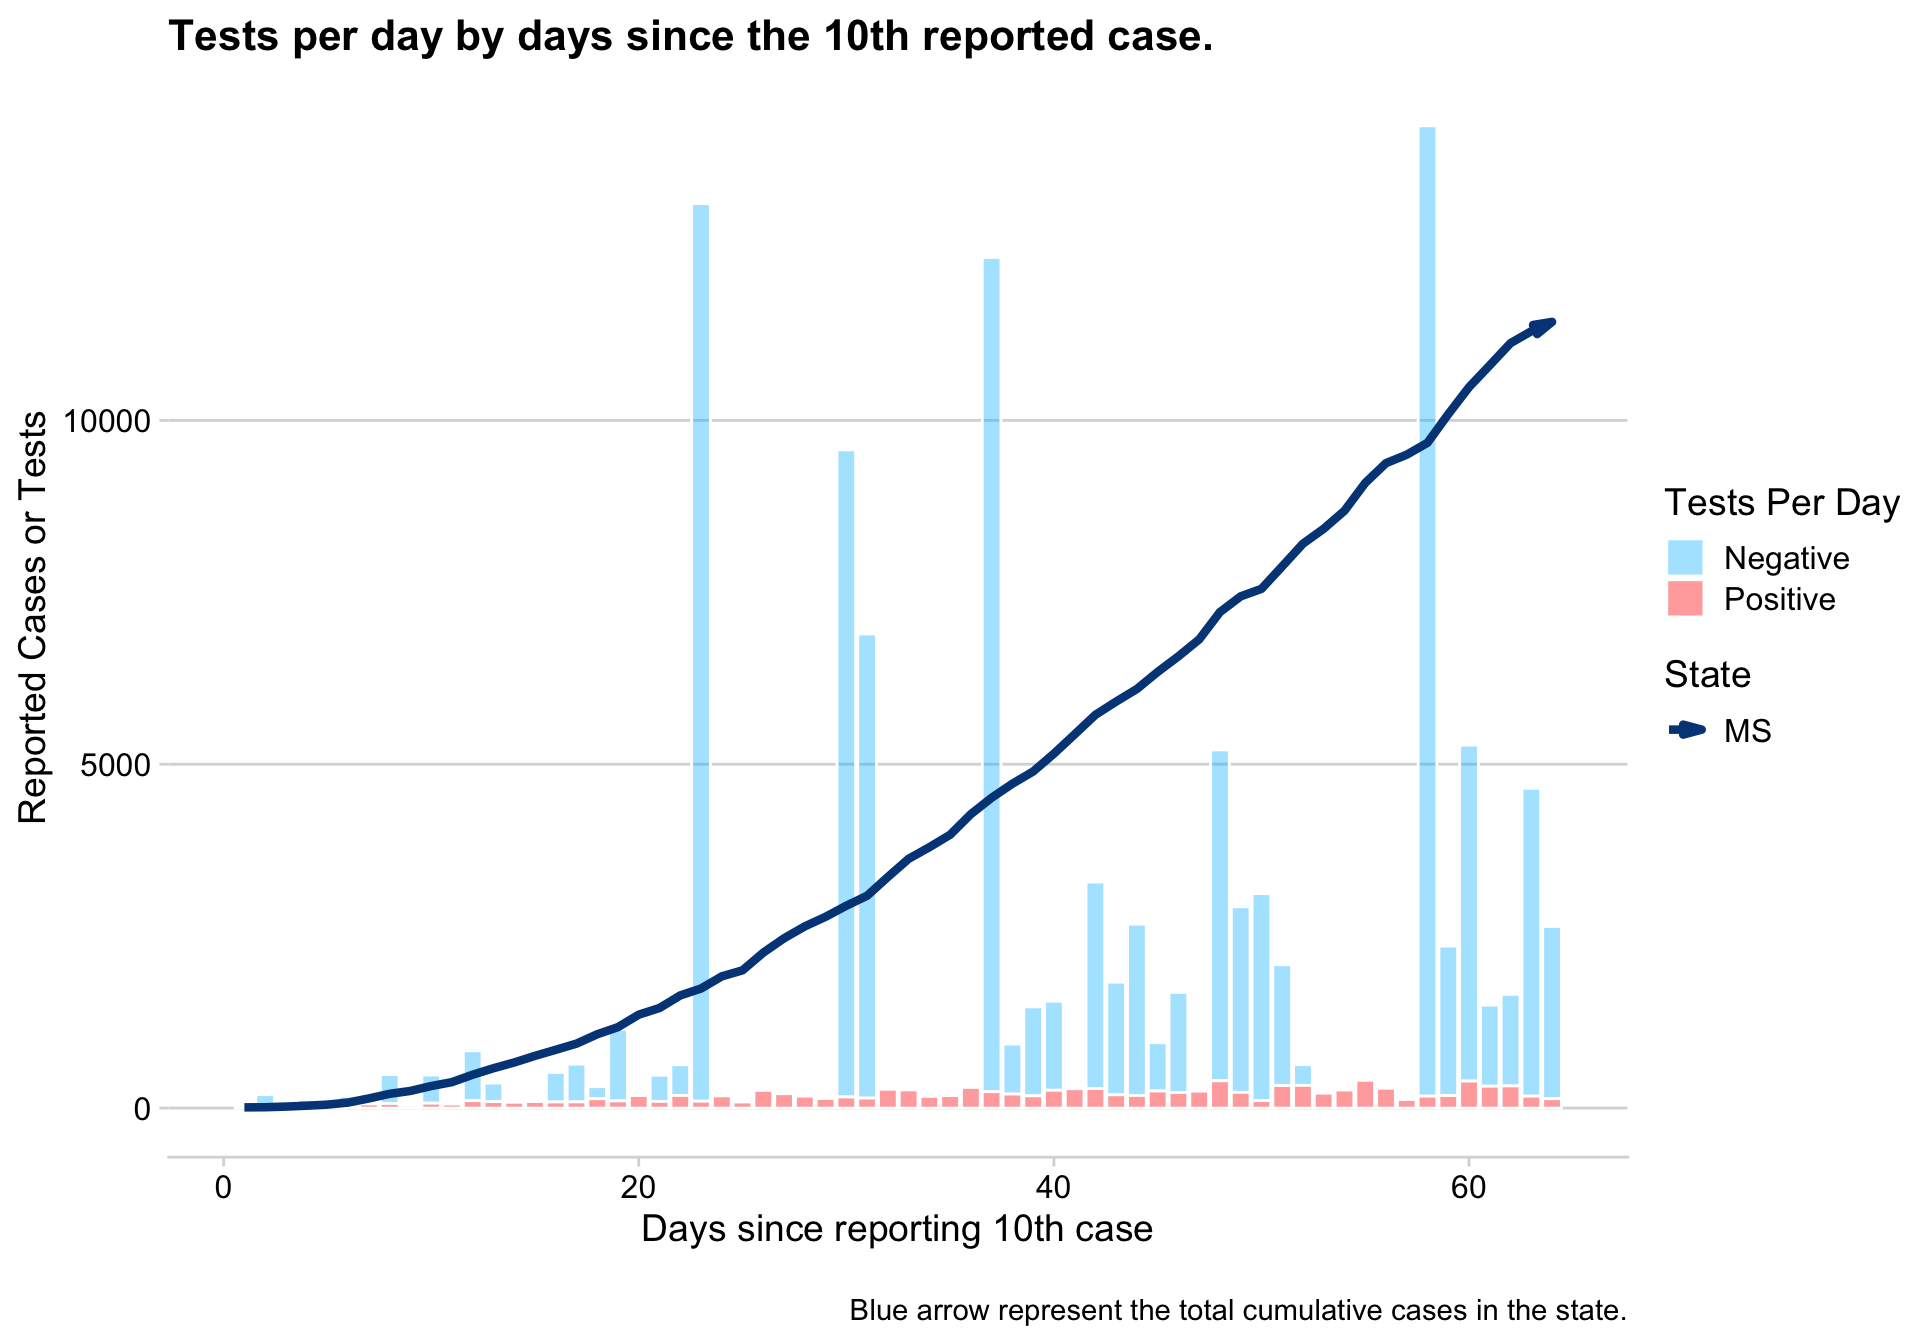 Tests per day by days since the 10th reported case.
Reported Cases or Tests
10000
5000
0
0
20
40
60
Days since reporting 10th case
Tests Per Day
Negative
Positive
State
MS
Blue arrow represent the total cumulative cases in the state.